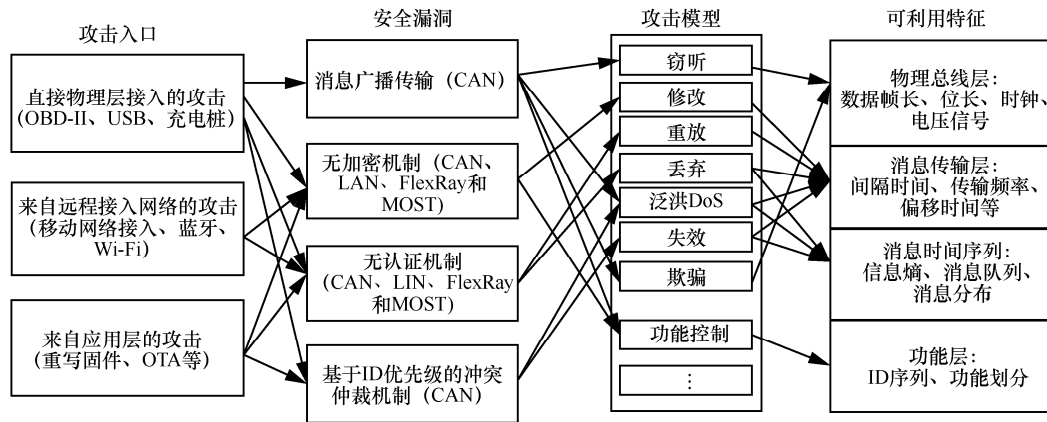 攻击入口
直接物理层接入的攻击
(OBD-II、USB、充电桩)
来自远程接入网络的攻击
(移动网络接入、蓝牙、
Wi-Fi)
来自应用层的攻击
(重写固件、OTA等)
安全漏洞
消息广播传输（CAN）
无加密机制（CAN、
LAN、FlexRay和
MOST)
无认证机制
（CAN、LIN、FlexRay
和MOST)
基于ID优先级的冲突
仲裁机制（CAN）
攻击模型
窃听
修改
重放
丢弃
泛洪DoS
失效
欺骗
功能控制
⋮
可利用特征
物理总线层：
数据帧长、位长、时钟、
电压信号
消息传输层：
间隔时间、传输频率、
偏移时间等
消息时间序列：
信息熵、消息队列、
消息分布
功能层：
ID序列、功能划分